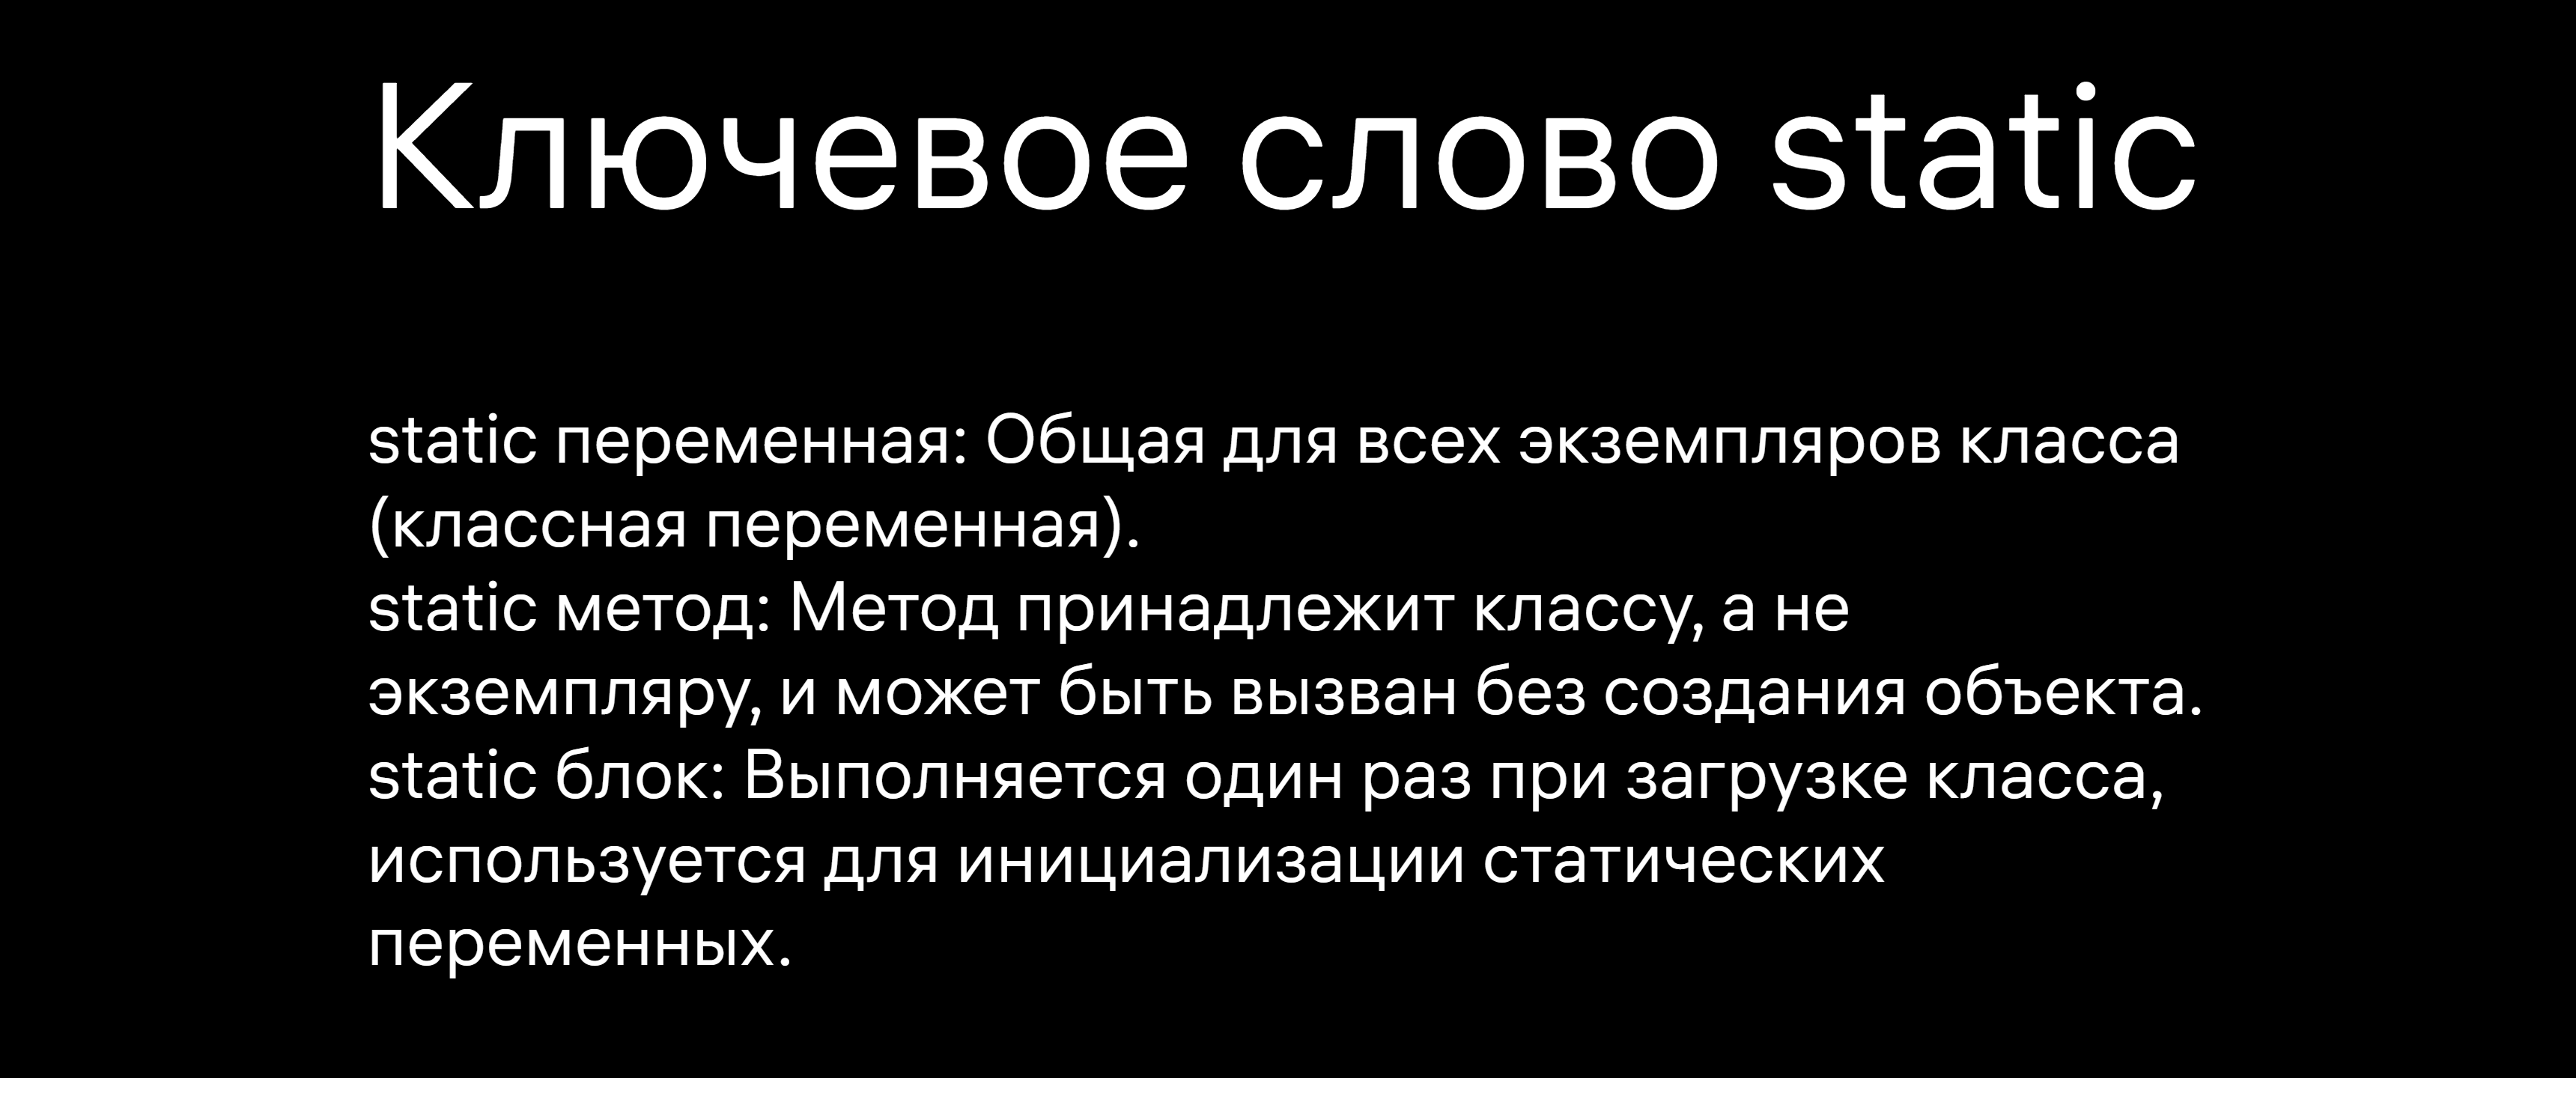 Ключевое слово static
static переменная: Общая для всех экземпляров класса
(классная переменная).
static метод: Метод принадлежит классу, а не
экземпляру, и может быть вызван без создания объекта.
static блок: Выполняется один раз при загрузке класса,
используется для инициализации статических
переменных.